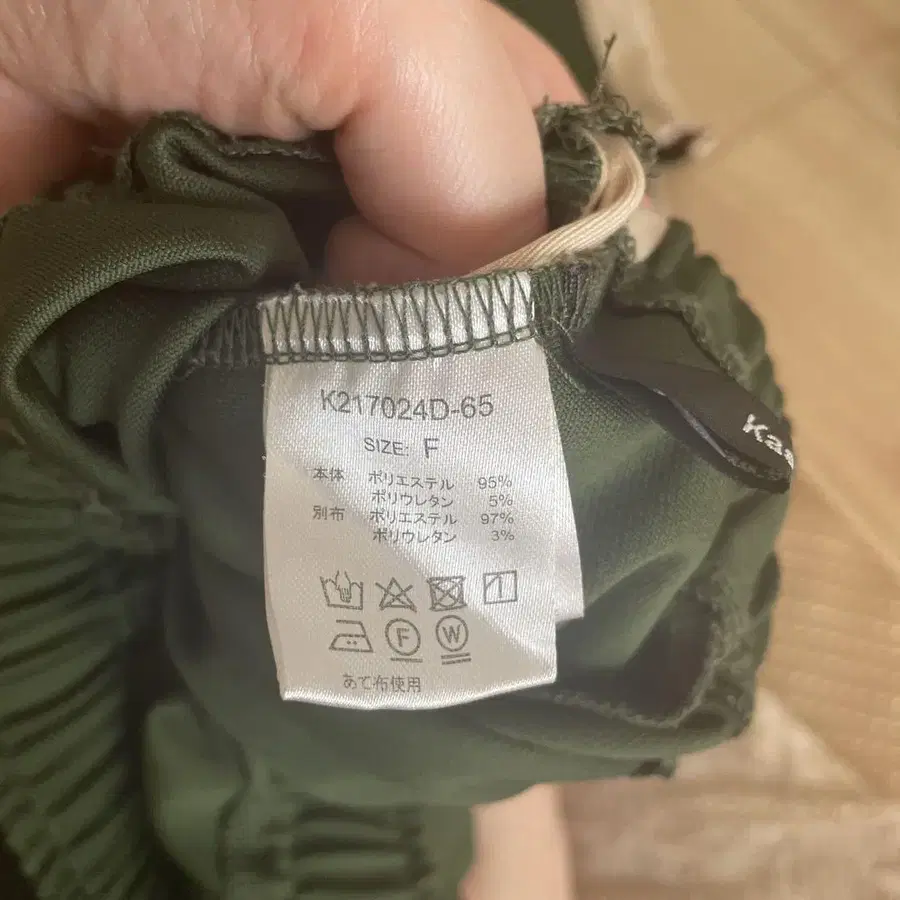 K217024D-65
SIZE: F
本体 ポリエステル 95%
ポリウレタン 5%
別布 ポリエステル 97%
ポリウレタン 3%
F W
あて布使用